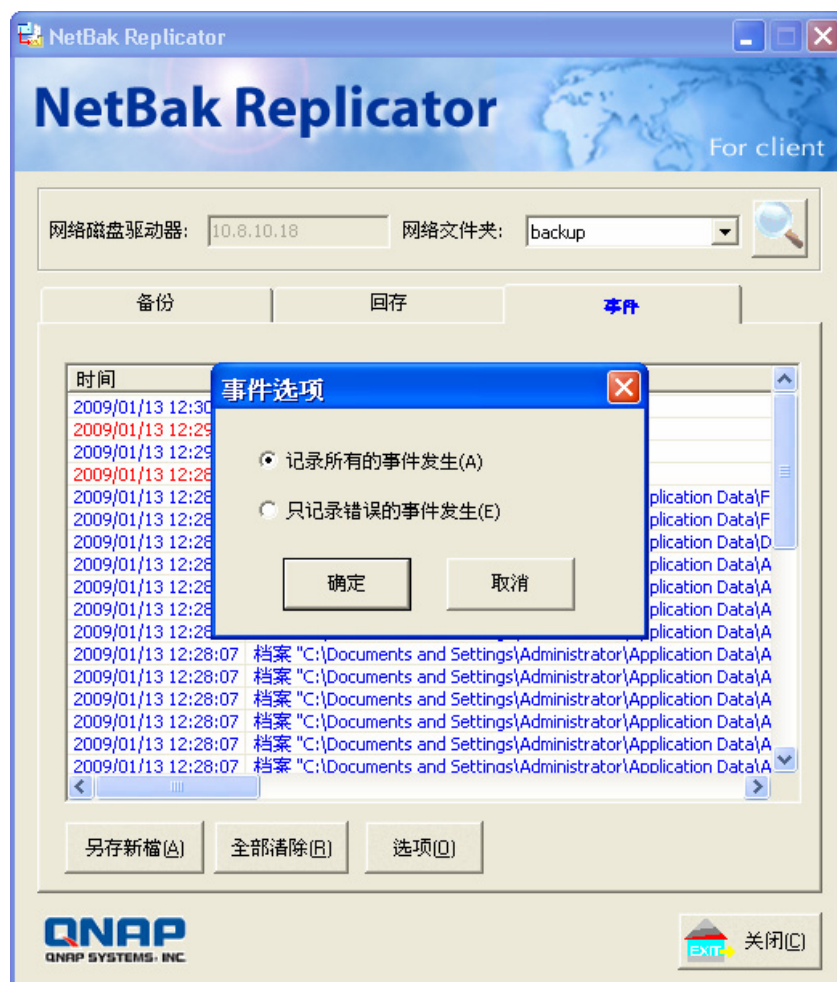 NetBak Replicator
NetBak Replicator
For client
网络磁盘驱动器: 10.8.10.18 网络文件夹: backup
备份 回存 事件
时间
事件选项
2009/01/13 12:30
2009/01/13 12:29
2009/01/13 12:29
记录所有的事件发生(A)
2009/01/13 12:28
2009/01/13 12:28 plication Data\F
只记录错误的事件发生(E)
2009/01/13 12:28 plication Data\F
2009/01/13 12:28 plication Data\D
2009/01/13 12:28 plication Data\A
确定 取消
2009/01/13 12:28 plication Data\A
2009/01/13 12:28 plication Data\A
2009/01/13 12:28 plication Data\A
2009/01/13 12:28:07 档案 "C:\Documents and Settings\Administrator\Application Data\A
2009/01/13 12:28:07 档案 "C:\Documents and Settings\Administrator\Application Data\A
2009/01/13 12:28:07 档案 "C:\Documents and Settings\Administrator\Application Data\A
2009/01/13 12:28:07 档案 "C:\Documents and Settings\Administrator\Application Data\A
2009/01/13 12:28:07 档案 "C:\Documents and Settings\Administrator\Application Data\A
2009/01/13 12:28:07 档案 "C:\Documents and Settings\Administrator\Application Data\A
另存新檔(A) 全部清除(R) 选项(O)
QNAP
QNAP SYSTEMS, INC.
EXIT 关闭(C)